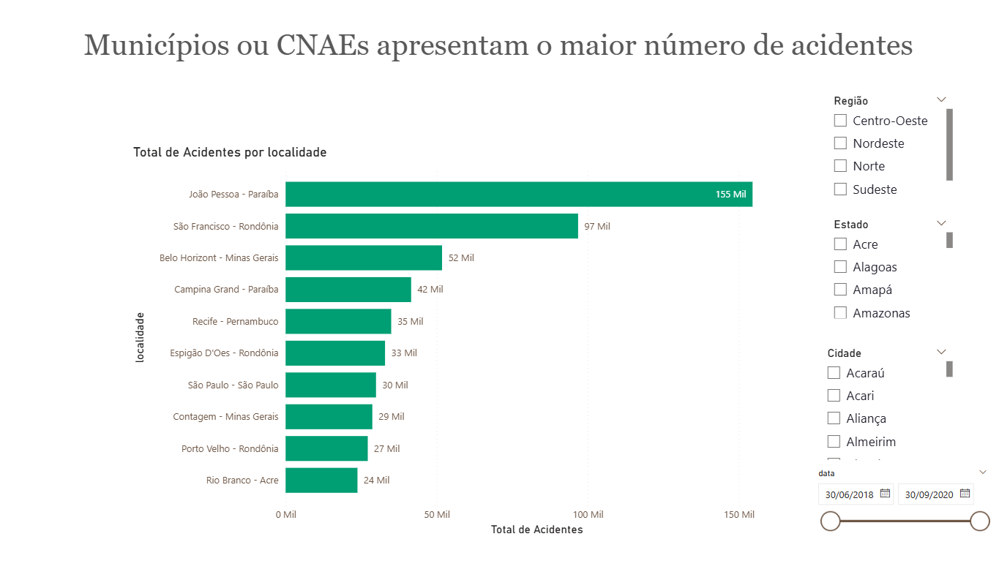 Municípios ou CNAEs apresentam o maior número de acidentes
Total de Acidentes por localidade
localidade
João Pessoa - Paraíba
155 Mil
São Francisco - Rondônia
97 Mil
Belo Horizont - Minas Gerais
52 Mil
Campina Grand - Paraíba
42 Mil
Recife - Pernambuco
35 Mil
Espigão D'Oes - Rondônia
33 Mil
São Paulo - São Paulo
30 Mil
Contagem - Minas Gerais
29 Mil
Porto Velho - Rondônia
27 Mil
Rio Branco - Acre
24 Mil
0 Mil
50 Mil
100 Mil
150 Mil
Total de Acidentes
Região
Centro-Oeste
Nordeste
Norte
Sudeste
Estado
Acre
Alagoas
Amapá
Amazonas
Cidade
Acaraú
Acari
Aliança
Almeirim
data
30/06/2018
30/09/2020